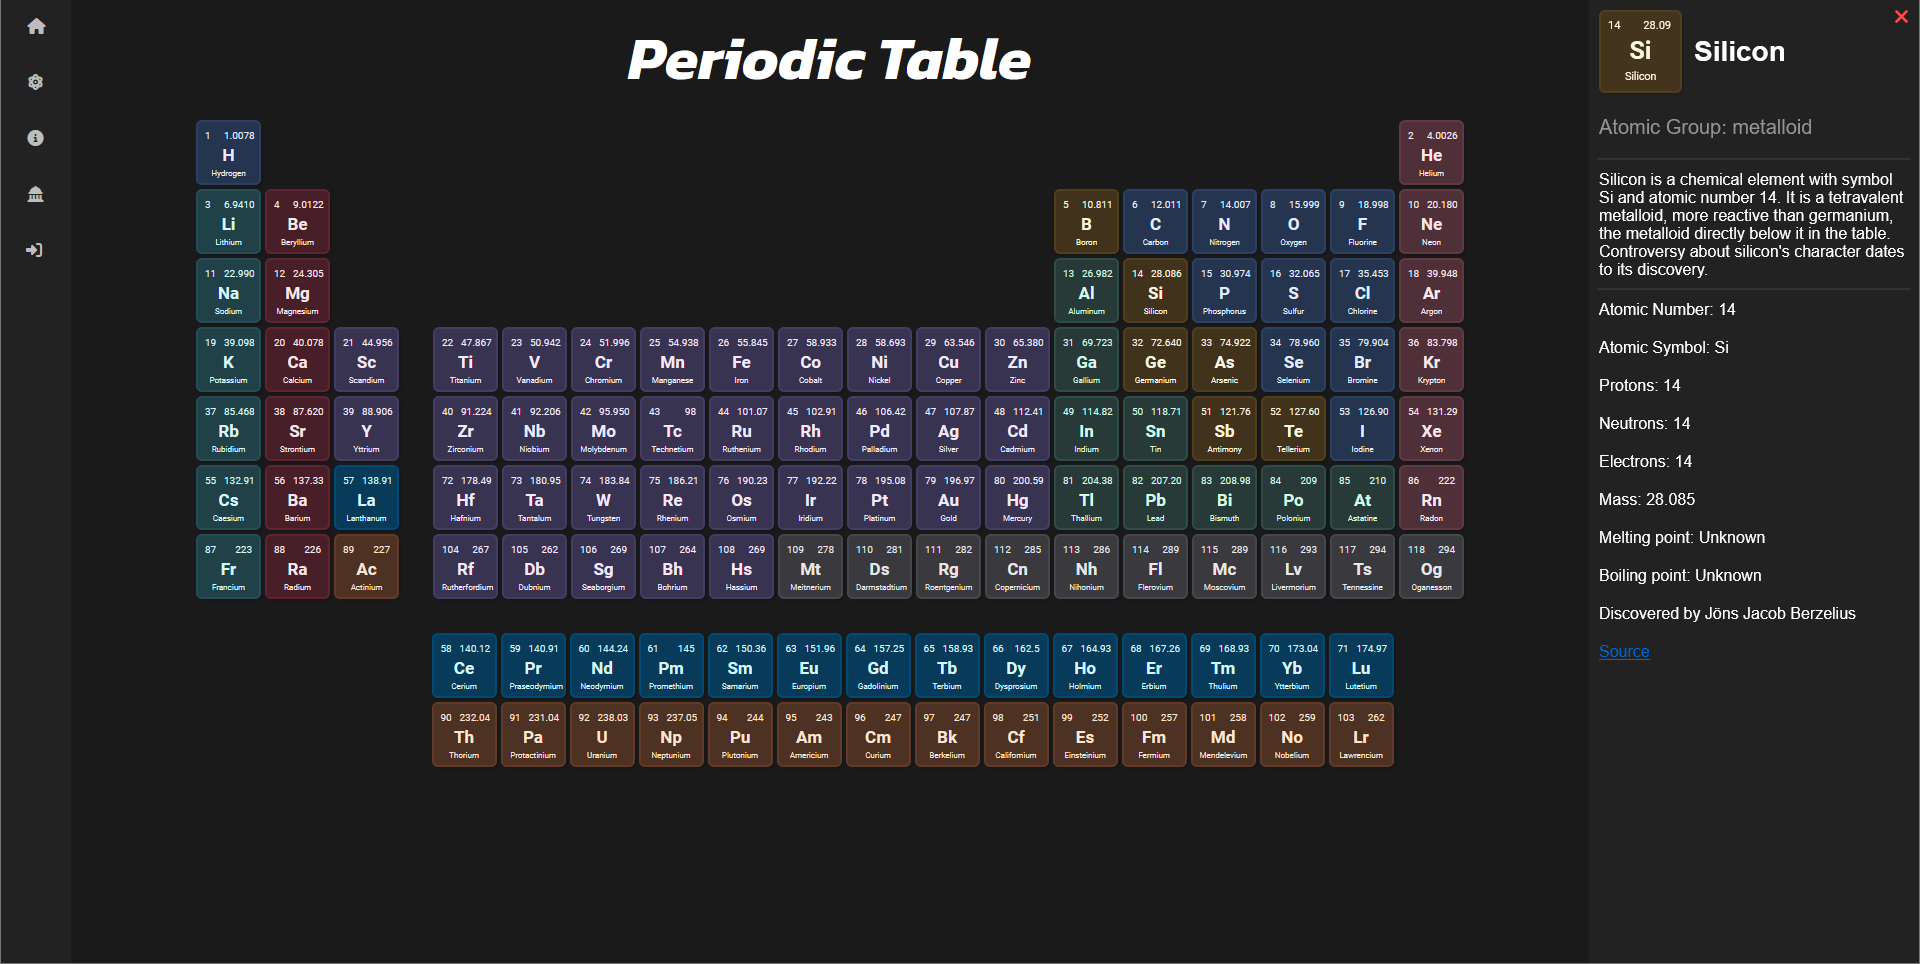 Periodic Table
1 1.0078 2 4.0026
H He
Hydrogen Helium
3 6.9410 4 9.0122 5 10.811 6 12.011 7 14.007 8 15.999 9 18.998 10 20.180
Li Be B C N O F Ne
Lithium Beryllium Boron Carbon Nitrogen Oxygen Fluorine Neon
11 22.990 12 24.305 13 26.982 14 28.086 15 30.974 16 32.065 17 35.453 18 39.948
Na Mg Al Si P S Cl Ar
Sodium Magnesium Aluminum Silicon Phosphorus Sulfur Chlorine Argon
19 39.098 20 40.078 21 44.956 22 47.867 23 50.942 24 51.996 25 54.938 26 55.845 27 58.933 28 58.693 29 63.546 30 65.380 31 69.723 32 72.640 33 74.922 34 78.960 35 79.904 36 83.798
K Ca Sc Ti V Cr Mn Fe Co Ni Cu Zn Ga Ge As Se Br Kr
Potassium Calcium Scandium Titanium Vanadium Chromium Manganese Iron Cobalt Nickel Copper Zinc Gallium Germanium Arsenic Selenium Bromine Krypton
37 85.468 38 87.620 39 88.906 40 91.224 41 92.206 42 95.950 43 98 44 101.07 45 102.91 46 106.42 47 107.87 48 112.41 49 114.82 50 118.71 51 121.76 52 127.60 53 126.90 54 131.29
Rb Sr Y Zr Nb Mo Tc Ru Rh Pd Ag Cd In Sn Sb Te I Xe
Rubidium Strontium Yttrium Zirconium Niobium Molybdenum Technetium Ruthenium Rhodium Palladium Silver Cadmium Indium Tin Antimony Tellerium Iodine Xenon
55 132.91 56 137.33 57 138.91 72 178.49 73 180.95 74 183.84 75 186.21 76 190.23 77 192.22 78 195.08 79 196.97 80 200.59 81 204.38 82 207.20 83 208.98 84 209 85 210 86 222
Cs Ba La Hf Ta W Re Os Ir Pt Au Hg Tl Pb Bi Po At Rn
Caesium Barium Lanthanum Hafnium Tantalum Tungsten Rhenium Osmium Iridium Platinum Gold Mercury Thallium Lead Bismuth Polonium Astatine Radon
87 223 88 226 89 227 104 267 105 262 106 269 107 264 108 269 109 278 110 281 111 282 112 285 113 286 114 289 115 289 116 293 117 294 118 294
Fr Ra Ac Rf Db Sg Bh Hs Mt Ds Rg Cn Nh Fl Mc Lv Ts Og
Francium Radium Actinium Rutherfordium Dubnium Seaborgium Bohrium Hassium Meitnerium Darmstadtium Roentgenium Copernicium Nihonium Flerovium Moscovium Livermorium Tennessine Oganesson
58 140.12 59 140.91 60 144.24 61 145 62 150.36 63 151.96 64 157.25 65 158.93 66 162.5 67 164.93 68 167.26 69 168.93 70 173.04 71 174.97
Ce Pr Nd Pm Sm Eu Gd Tb Dy Ho Er Tm Yb Lu
Cerium Praseodymium Neodymium Promethium Samarium Europium Gadolinium Terbium Dysprosium Holmium Erbium Thulium Ytterbium Lutetium
90 232.04 91 231.04 92 238.03 93 237.05 94 244 95 243 96 247 97 247 98 251 99 252 100 257 101 258 102 259 103 262
Th Pa U Np Pu Am Cm Bk Cf Es Fm Md No Lr
Thorium Protactinium Uranium Neptunium Plutonium Americium Curium Berkelium Californium Einsteinium Fermium Mendelevium Nobelium Lawrencium
14 28.09
Si
Silicon
Silicon
Atomic Group: metalloid
Silicon is a chemical element with symbol
Si and atomic number 14. It is a tetravalent
metalloid, more reactive than germanium,
the metalloid directly below it in the table.
Controversy about silicon's character dates
to its discovery.
Atomic Number: 14
Atomic Symbol: Si
Protons: 14
Neutrons: 14
Electrons: 14
Mass: 28.085
Melting point: Unknown
Boiling point: Unknown
Discovered by Jöns Jacob Berzelius
Source